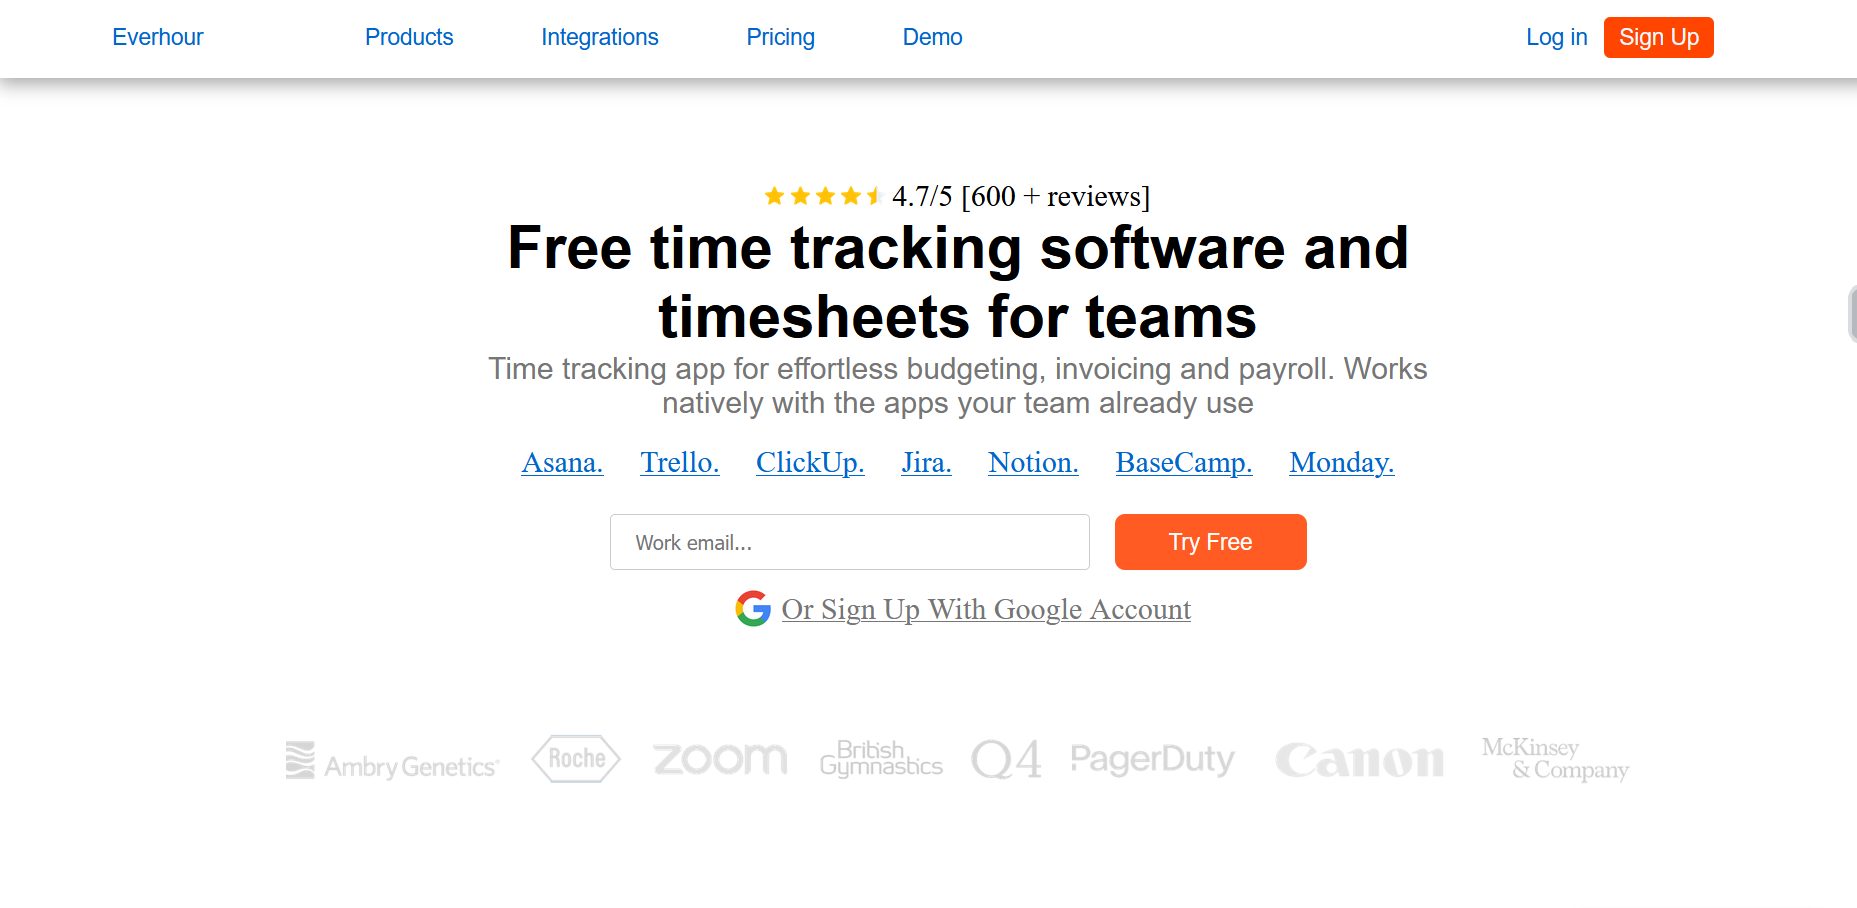 Everhour Products Integrations Pricing Demo Log in Sign Up
4.7/5 [600 + reviews]
Free time tracking software and
timesheets for teams
Time tracking app for effortless budgeting, invoicing and payroll. Works
natively with the apps your team already use
Asana. Trello. ClickUp. Jira. Notion. BaseCamp. Monday.
Work email... Try Free
Or Sign Up With Google Account
Ambry Genetics Roche zoom British Gymnastics Q4 PagerDuty Canon McKinsey & Company